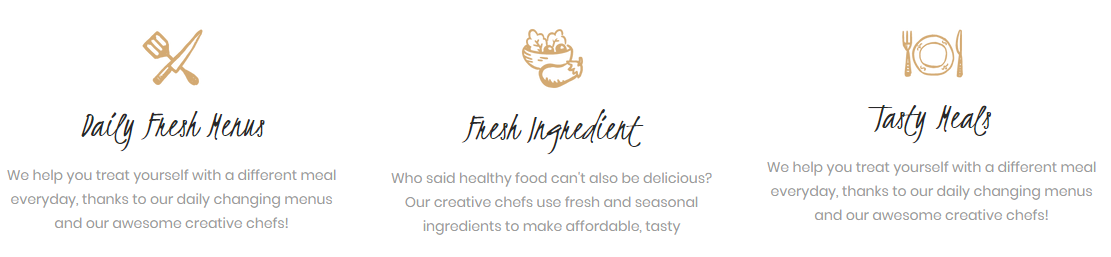 Daily Fresh Menus
We help you treat yourself with a different meal
everyday, thanks to our daily changing menus
and our awesome creative chefs!
Fresh Ingredient
Who said healthy food can't also be delicious?
Our creative chefs use fresh and seasonal
ingredients to make affordable, tasty
Tasty Meals
We help you treat yourself with a different meal
everyday, thanks to our daily changing menus
and our awesome creative chefs!